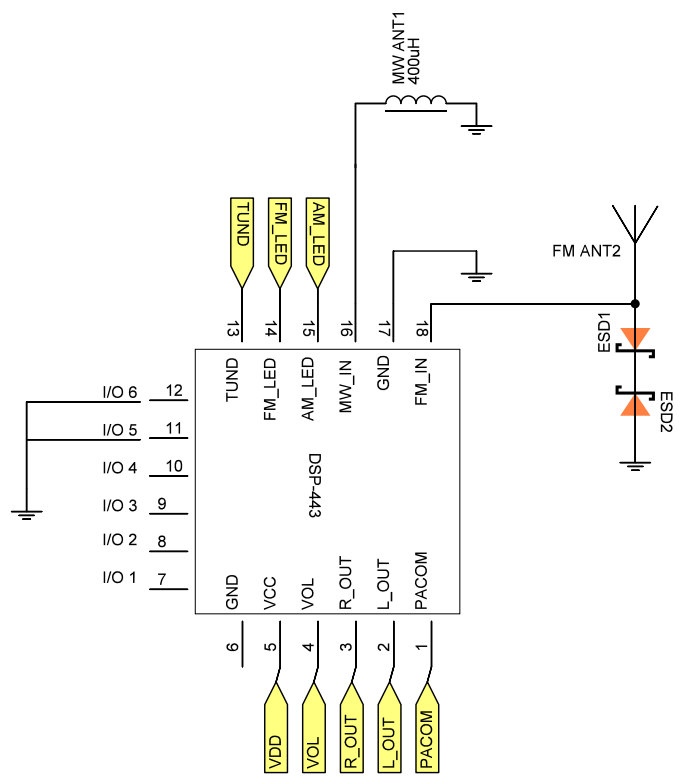 MW ANT1
400uH
FM ANT2
ESD1
ESD2
TUND
FM_LED
AM_LED
13
14
15
16
17
18
TUND
FM_LED
AM_LED
MW_IN
GND
FM_IN
I/O 6
12
I/O 5
11
I/O 4
10
I/O 3
9
I/O 2
8
I/O 1
7
DSP-443
GND
VCC
VOL
R_OUT
L_OUT
PACOM
6
5
4
3
2
1
VDD
VOL
R_OUT
L_OUT
PACOM